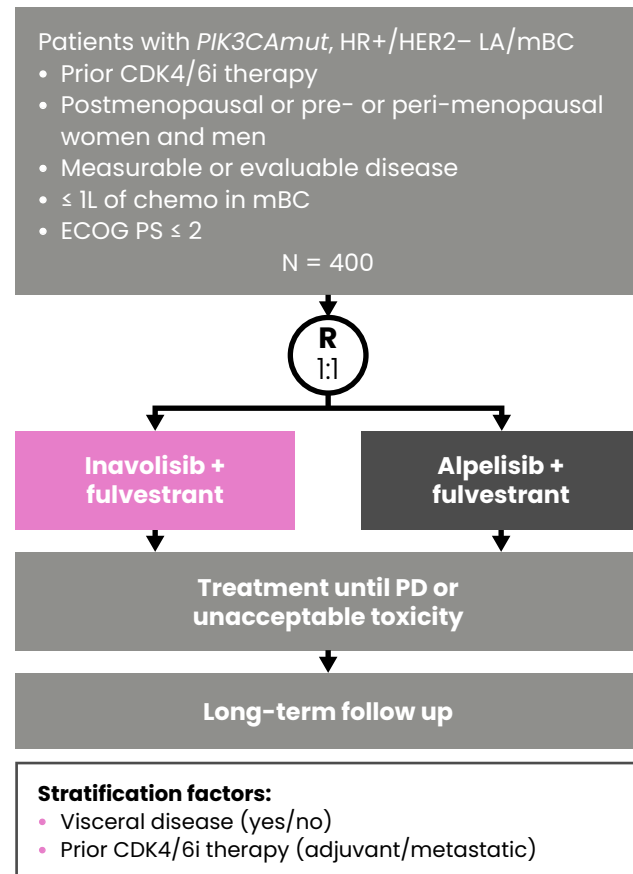 Patients with PIK3CAmut, HR+/HER2– LA/mBC
• Prior CDK4/6i therapy
• Postmenopausal or pre- or peri-menopausal
women and men
• Measurable or evaluable disease
• ≤ 1L of chemo in mBC
• ECOG PS ≤ 2
N = 400
R
1:1
Inavolisib +
fulvestrant
Alpelisib +
fulvestrant
Treatment until PD or
unacceptable toxicity
Long-term follow up
Stratification factors:
• Visceral disease (yes/no)
• Prior CDK4/6i therapy (adjuvant/metastatic)